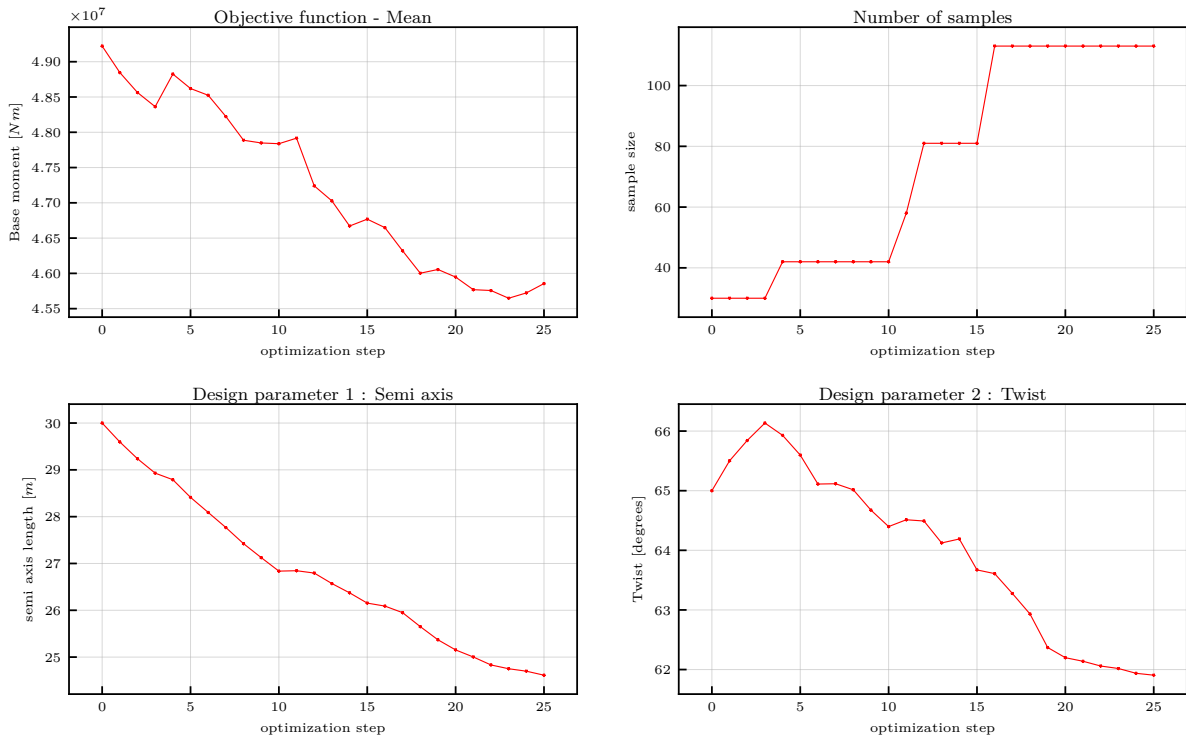 Objective function - Mean
×10⁷
4.90
4.85
4.80
4.75
4.70
4.65
4.60
4.55
Base moment [Nm]
0 5 10 15 20 25
optimization step
Number of samples
100
80
60
40
sample size
0 5 10 15 20 25
optimization step
Design parameter 1 : Semi axis
30
29
28
27
26
25
semi axis length [m]
0 5 10 15 20 25
optimization step
Design parameter 2 : Twist
66
65
64
63
62
Twist [degrees]
0 5 10 15 20 25
optimization step